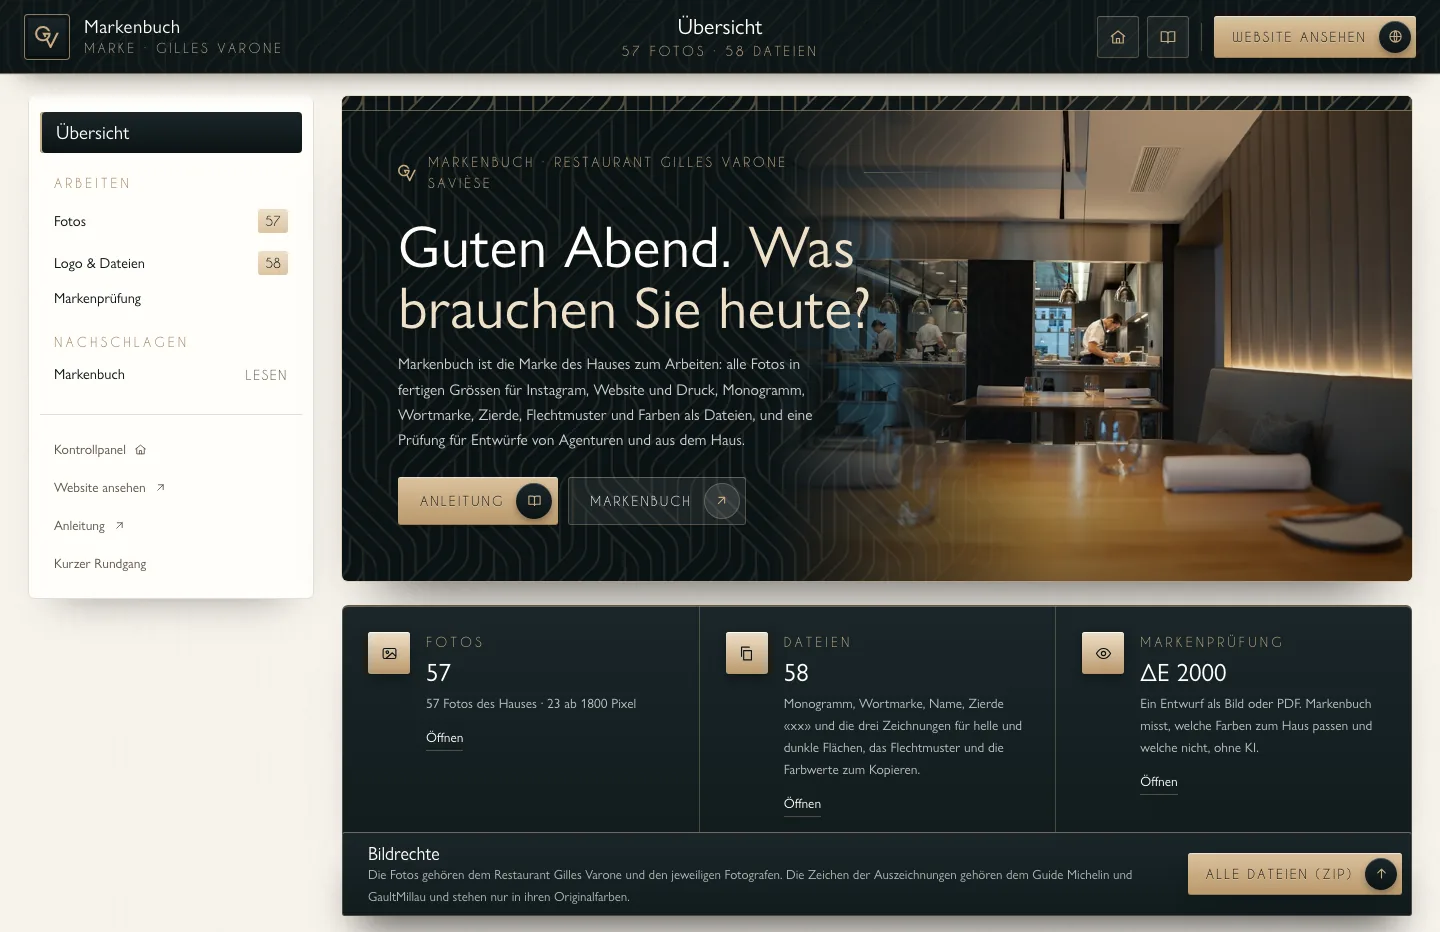 GV
Markenbuch
MARKE · GILLES VARONE
Übersicht
57 FOTOS · 58 DATEIEN
WEBSITE ANSEHEN
Übersicht
ARBEITEN
Fotos
57
Logo & Dateien
58
Markenprüfung
NACHSCHLAGEN
Markenbuch
LESEN
Kontrollpanel
Website ansehen
Anleitung
Kurzer Rundgang
GV
MARKENBUCH · RESTAURANT GILLES VARONE
SAVIÈSE
Guten Abend. Was
brauchen Sie heute?
Markenbuch ist die Marke des Hauses zum Arbeiten: alle Fotos in
fertigen Grössen für Instagram, Website und Druck, Monogramm,
Wortmarke, Zierde, Flechtmuster und Farben als Dateien, und eine
Prüfung für Entwürfe von Agenturen und aus dem Haus.
ANLEITUNG
MARKENBUCH
FOTOS
57
57 Fotos des Hauses · 23 ab 1800 Pixel
Öffnen
DATEIEN
58
Monogramm, Wortmarke, Name, Zierde
«xx» und die drei Zeichnungen für helle und
dunkle Flächen, das Flechtmuster und die
Farbwerte zum Kopieren.
Öffnen
MARKENPRÜFUNG
ΔE 2000
Ein Entwurf als Bild oder PDF. Markenbuch
misst, welche Farben zum Haus passen und
welche nicht, ohne KI.
Öffnen
Bildrechte
Die Fotos gehören dem Restaurant Gilles Varone und den jeweiligen Fotografen. Die Zeichen der Auszeichnungen gehören dem Guide Michelin und
GaultMillau und stehen nur in ihren Originalfarben.
ALLE DATEIEN (ZIP)